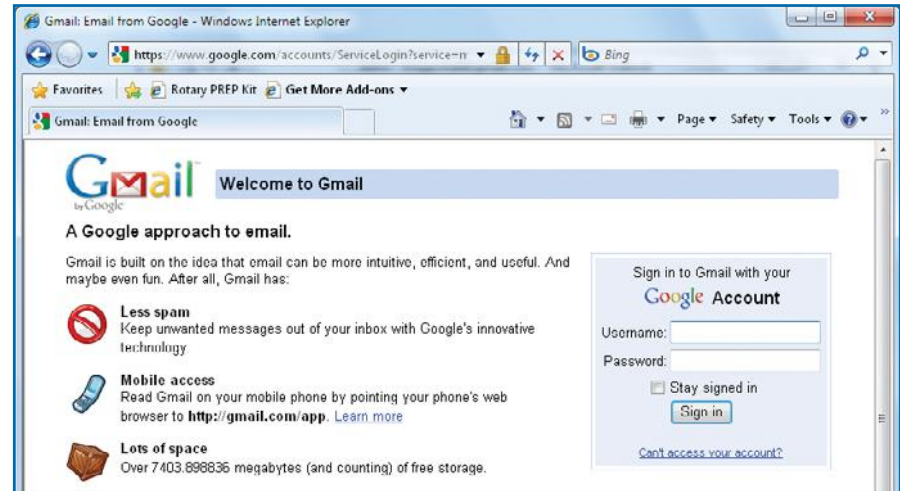 Gmail: Email from Google - Windows Internet Explorer
https://www.google.com/accounts/ServiceLogin?service=m
Bing
Favorites Rotary PREP Kit Get More Add-ons
Gmail: Email from Google
Page Safety Tools
Gmail
by Google
Welcome to Gmail
A Google approach to email.
Gmail is built on the idea that email can be more intuitive, efficient, and useful. And
maybe even fun. After all, Gmail has:
Less spam
Keep unwanted messages out of your inbox with Google's innovative
technology
Mobile access
Read Gmail on your mobile phone by pointing your phone's web
browser to http://gmail.com/app. Learn more
Lots of space
Over 7403.898836 megabytes (and counting) of free storage.
Sign in to Gmail with your
Google Account
Username:
Password:
Stay signed in
Sign in
Can't access your account?